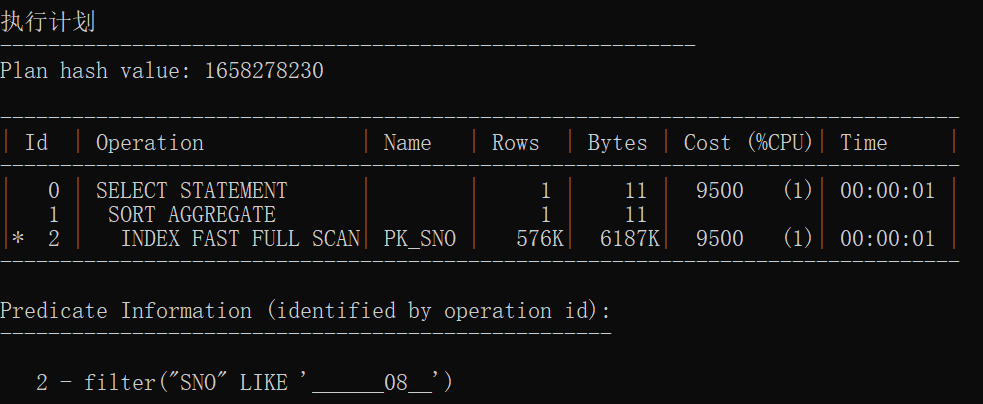 执行计划
----------------------------------------------------------
Plan hash value: 1658278230
--------------------------------------------------------------------------------
| Id  | Operation             | Name   | Rows  | Bytes | Cost (%CPU)| Time     |
--------------------------------------------------------------------------------
|   0 | SELECT STATEMENT      |        |     1 |    11 |  9500   (1)| 00:00:01 |
|   1 |  SORT AGGREGATE       |        |     1 |    11 |            |          |
|*  2 |   INDEX FAST FULL SCAN| PK_SNO |   576K|  6187K|  9500   (1)| 00:00:01 |
--------------------------------------------------------------------------------
Predicate Information (identified by operation id):
---------------------------------------------------
   2 - filter("SNO" LIKE '______08__')